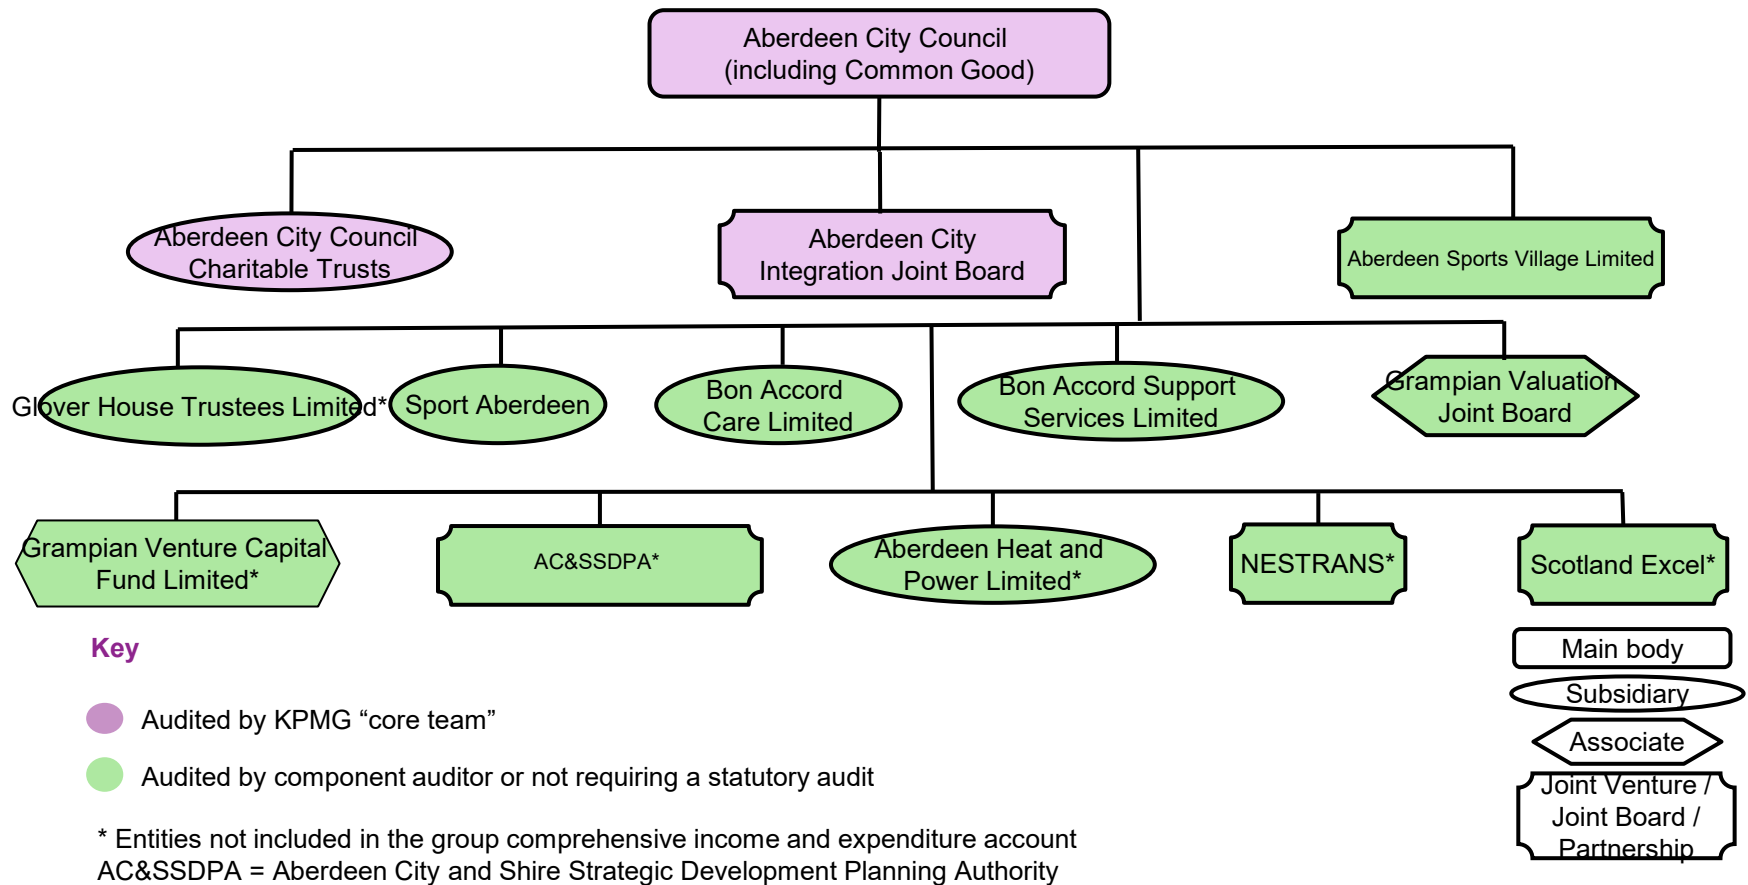 Aberdeen City Council
(including Common Good)
Aberdeen City Council
Charitable Trusts
Aberdeen City
Integration Joint Board
Aberdeen Sports Village Limited
Glover House Trustees Limited*
Sport Aberdeen
Bon Accord
Care Limited
Bon Accord Support
Services Limited
Grampian Valuation
Joint Board
Grampian Venture Capital
Fund Limited*
AC&SSDPA*
Aberdeen Heat and
Power Limited*
NESTRANS*
Scotland Excel*
Key
Audited by KPMG “core team”
Audited by component auditor or not requiring a statutory audit
* Entities not included in the group comprehensive income and expenditure account
AC&SSDPA = Aberdeen City and Shire Strategic Development Planning Authority
Main body
Subsidiary
Associate
Joint Venture /
Joint Board /
Partnership